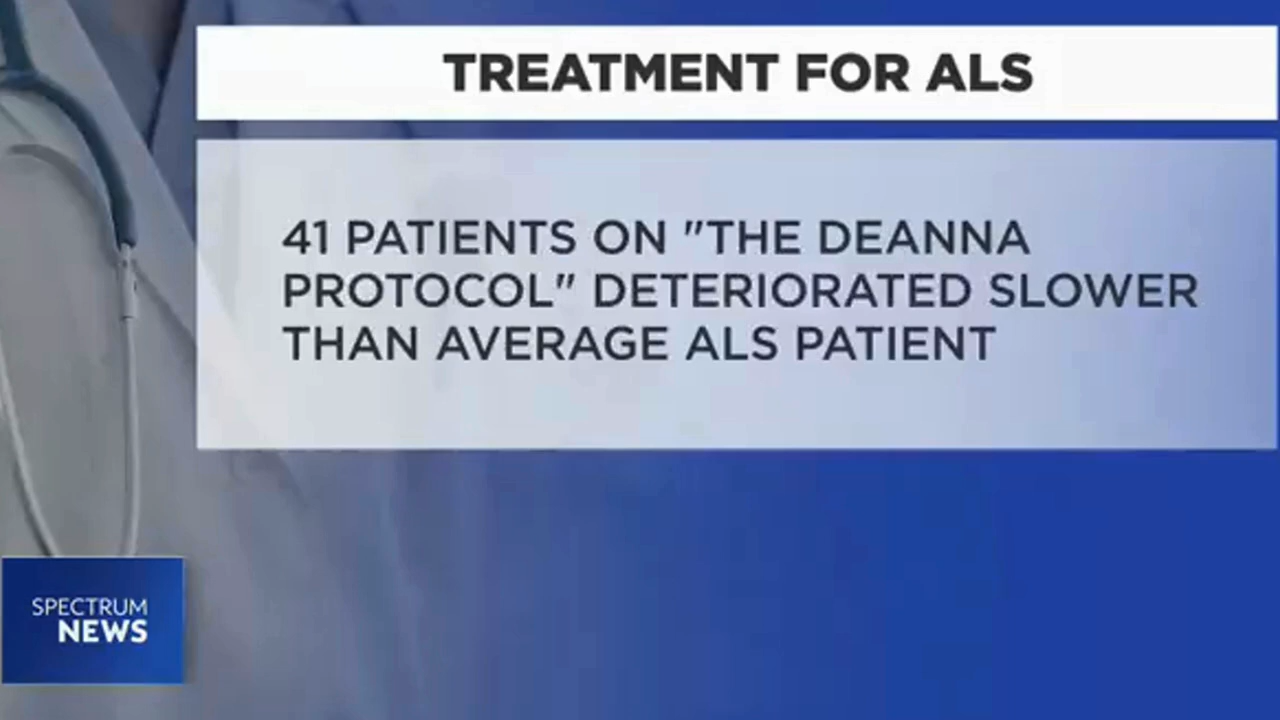 TREATMENT FOR ALS
41 PATIENTS ON "THE DEANNA
PROTOCOL" DETERIORATED SLOWER
THAN AVERAGE ALS PATIENT
SPECTRUM
NEWS